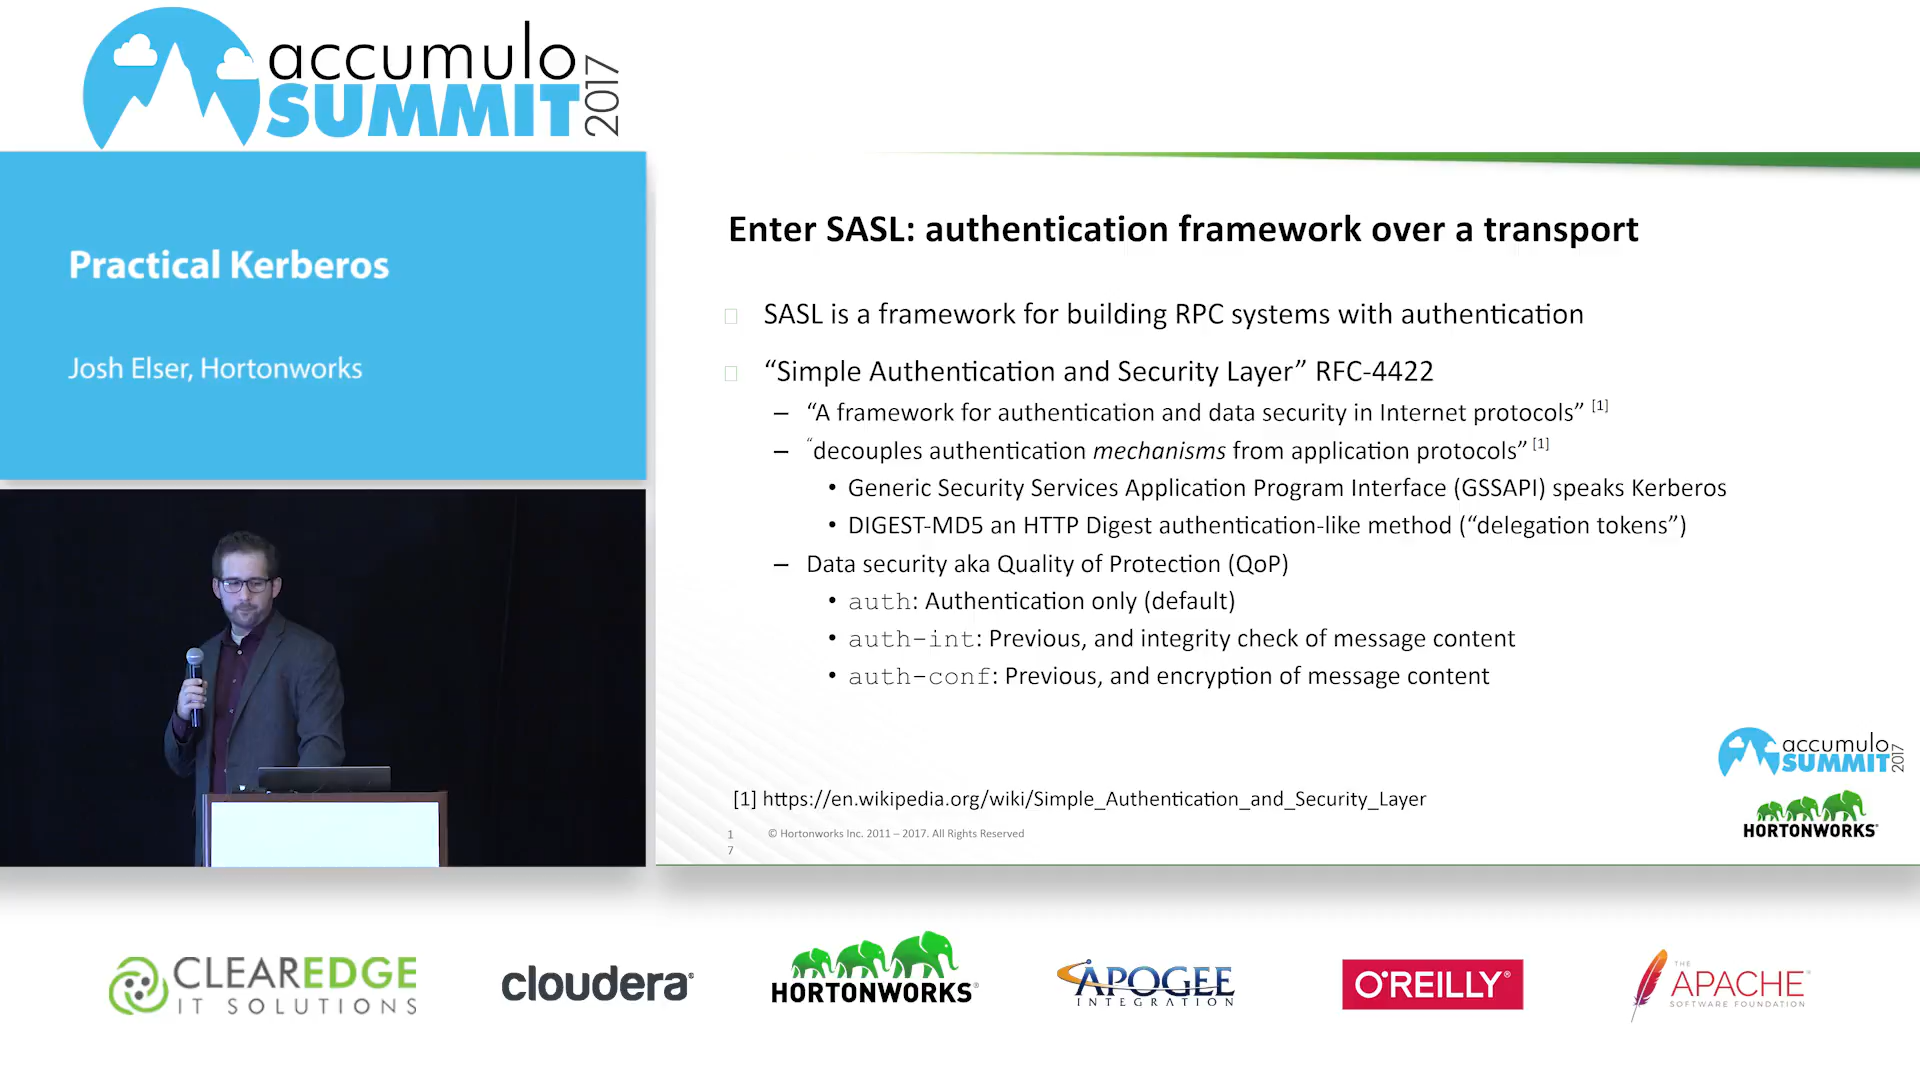 accumulo
SUMMIT
2017
Practical Kerberos
Josh Elser, Hortonworks
Enter SASL: authentication framework over a transport
SASL is a framework for building RPC systems with authentication
“Simple Authentication and Security Layer” RFC-4422
– “A framework for authentication and data security in Internet protocols” [1]
– “decouples authentication mechanisms from application protocols” [1]
• Generic Security Services Application Program Interface (GSSAPI) speaks Kerberos
• DIGEST-MD5 an HTTP Digest authentication-like method (“delegation tokens”)
– Data security aka Quality of Protection (QoP)
• auth: Authentication only (default)
• auth-int: Previous, and integrity check of message content
• auth-conf: Previous, and encryption of message content
accumulo
SUMMIT
2017
[1] https://en.wikipedia.org/wiki/Simple_Authentication_and_Security_Layer
HORTONWORKS®
1
7
© Hortonworks Inc. 2011 – 2017. All Rights Reserved
CLEAREDGE
IT SOLUTIONS
cloudera®
HORTONWORKS®
APOGEE
INTEGRATION
O'REILLY®
THE
APACHE®
SOFTWARE FOUNDATION